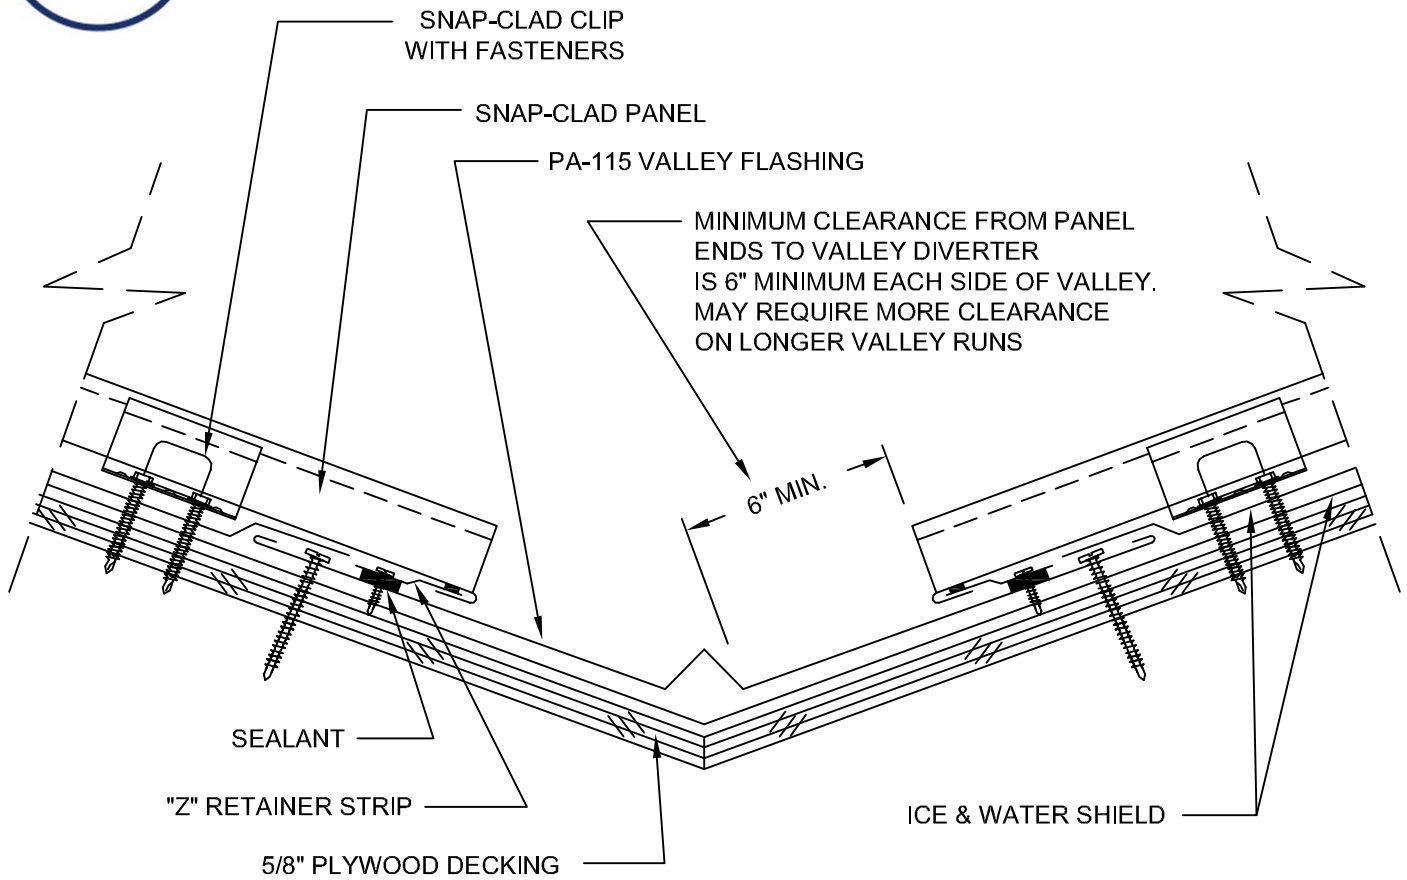 SNAP-CLAD CLIP
WITH FASTENERS
SNAP-CLAD PANEL
PA-115 VALLEY FLASHING
MINIMUM CLEARANCE FROM PANEL
ENDS TO VALLEY DIVERTER
IS 6" MINIMUM EACH SIDE OF VALLEY.
MAY REQUIRE MORE CLEARANCE
ON LONGER VALLEY RUNS
6" MIN.
SEALANT
"Z" RETAINER STRIP
ICE & WATER SHIELD
5/8" PLYWOOD DECKING